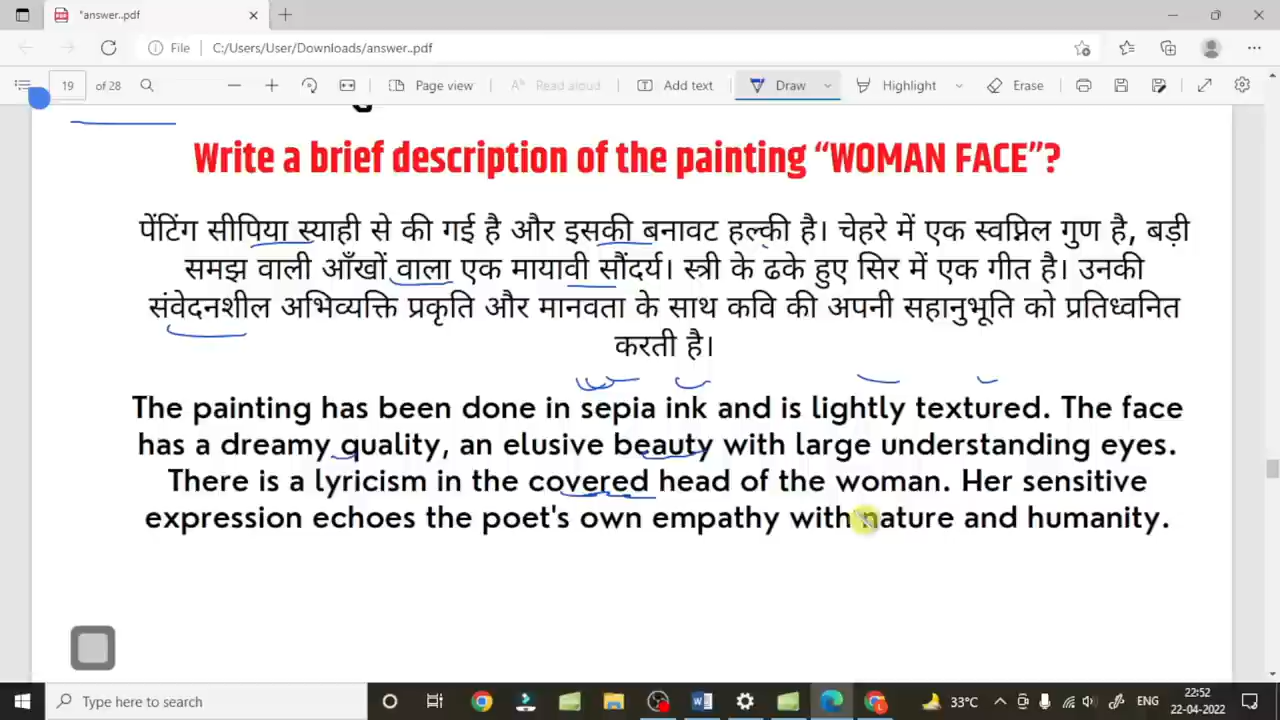 *answer..pdf
File C:/Users/User/Downloads/answer..pdf
19 of 28 Page view Read aloud Add text Draw Highlight Erase
Write a brief description of the painting “WOMAN FACE”?
पेंटिंग सीपिया स्याही से की गई है और इसकी बनावट हल्की है। चेहरे में एक स्वप्निल गुण है, बड़ी
समझ वाली आँखों वाला एक मायावी सौंदर्य। स्त्री के ढके हुए सिर में एक गीत है। उनकी
संवेदनशील अभिव्यक्ति प्रकृति और मानवता के साथ कवि की अपनी सहानुभूति को प्रतिध्वनित
करती है।
The painting has been done in sepia ink and is lightly textured. The face
has a dreamy quality, an elusive beauty with large understanding eyes.
There is a lyricism in the covered head of the woman. Her sensitive
expression echoes the poet's own empathy with nature and humanity.
Type here to search 33°C ENG 22:52
22-04-2022